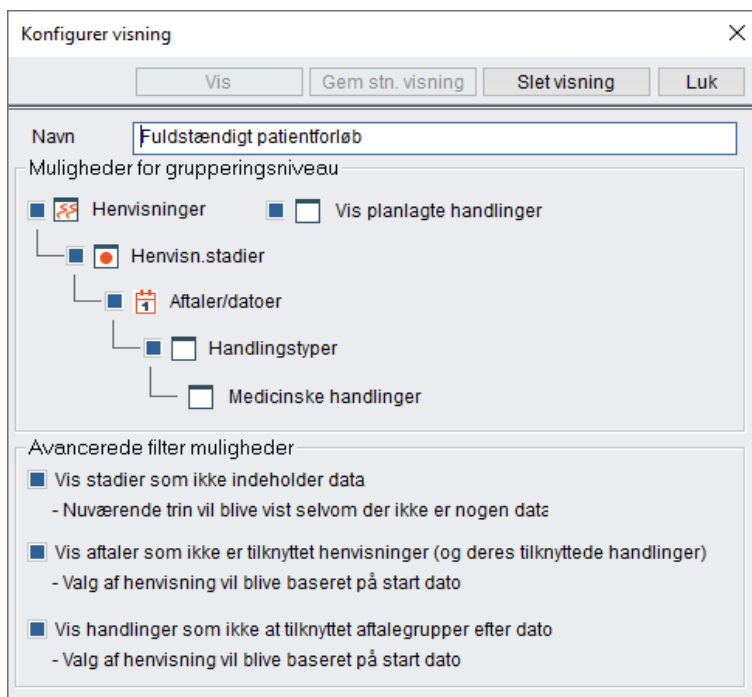 Konfigurer visning
Vis Gem stn. visning Slet visning Luk
Navn Fuldstændigt patientforløb
Muligheder for grupperingsniveau
Henvisninger Vis planlagte handlinger
Henvisn.stadier
1 Aftaler/datoer
Handlingstyper
Medicinske handlinger
Avancerede filter muligheder
Vis stadier som ikke indeholder data
- Nuværende trin vil blive vist selvom der ikke er nogen data
Vis aftaler som ikke er tilknyttet henvisninger (og deres tilknyttede handlinger)
- Valg af henvisning vil blive baseret på start dato
Vis handlinger som ikke at tilknyttet aftalegrupper efter dato
- Valg af henvisning vil blive baseret på start dato